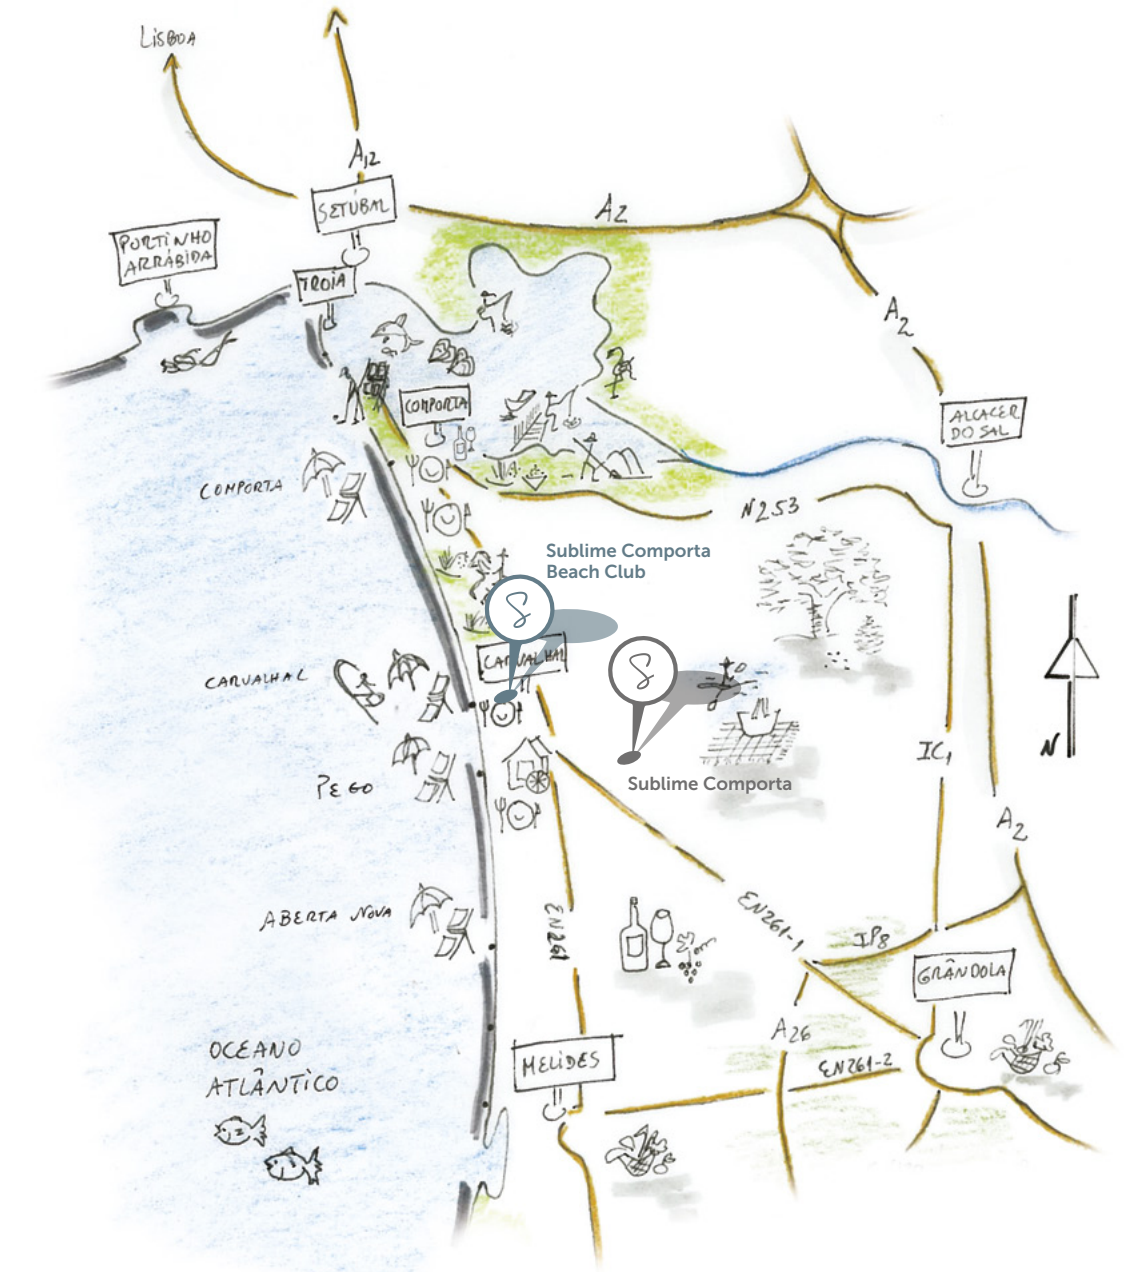 LISBOA
A12
SETÚBAL
A2
PORTINHO
ARRÁBIDA
TROIA
A2
COMPORTA
ALCACER
DO SAL
COMPORTA
N253
Sublime Comporta
Beach Club
S
CARVALHAL
S
CARVALHAL
N
IC1
PEGO
Sublime Comporta
A2
ABERTA NOVA
EN261
EN261-1
IP8
GRÂNDOLA
A26
OCEANO
ATLÂNTICO
MELIDES
EN261-2